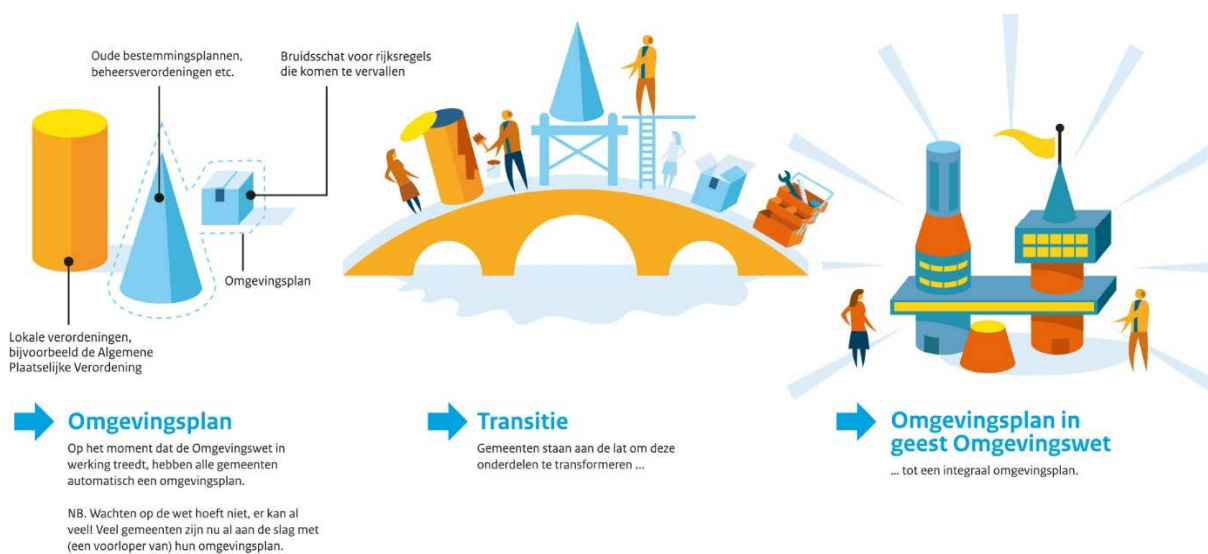 Oude bestemmingsplannen,
beheersverordeningen etc.
Bruidsschat voor rijksregels
die komen te vervallen
Omgevingsplan
Lokale verordeningen,
bijvoorbeeld de Algemene
Plaatselijke Verordening
Omgevingsplan
Op het moment dat de Omgevingswet in
werking treedt, hebben alle gemeenten
automatisch een omgevingsplan.
NB. Wachten op de wet hoeft niet, er kan al
veel! Veel gemeenten zijn nu al aan de slag met
(een voorloper van) hun omgevingsplan.
Transitie
Gemeenten staan aan de lat om deze
onderdelen te transformeren ...
Omgevingsplan in
geest Omgevingswet
... tot een integraal omgevingsplan.